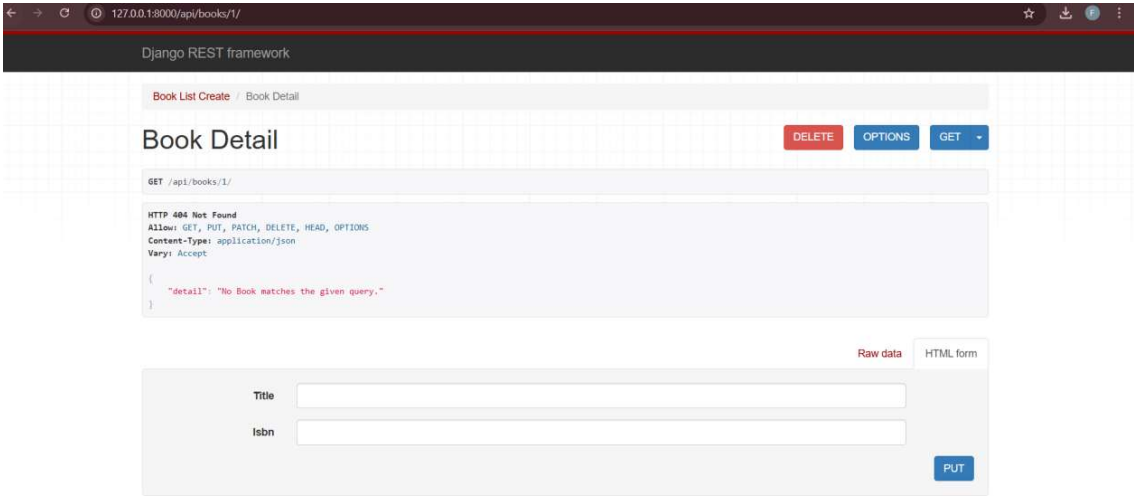 127.0.0.1:8000/api/books/1/
F
Django REST framework
Book List Create / Book Detail
Book Detail
DELETE
OPTIONS
GET
GET /api/books/1/
HTTP 404 Not Found
Allow: GET, PUT, PATCH, DELETE, HEAD, OPTIONS
Content-Type: application/json
Vary: Accept
{
"detail": "No Book matches the given query."
}
Raw data
HTML form
Title
Isbn
PUT